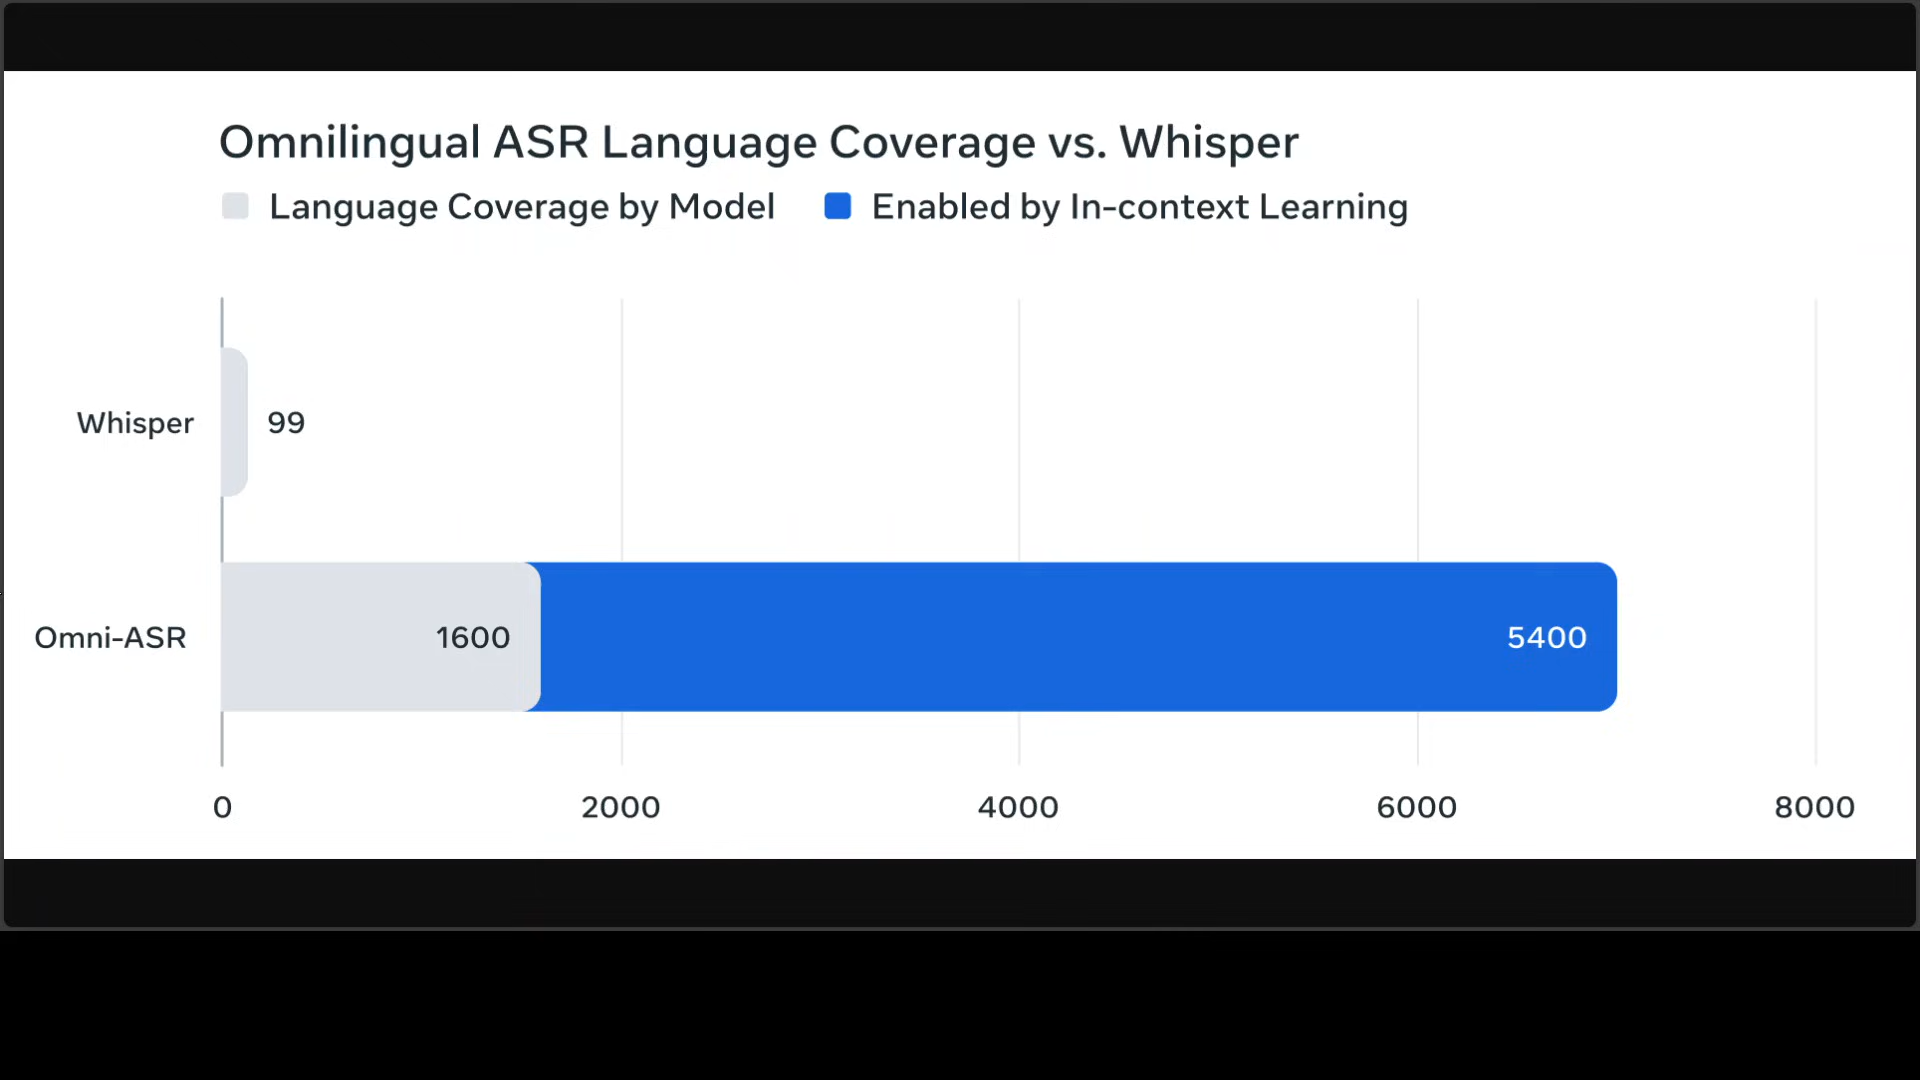 Omnilingual ASR Language Coverage vs. Whisper
Language Coverage by Model
Enabled by In-context Learning
Whisper
99
Omni-ASR
1600
5400
0
2000
4000
6000
8000